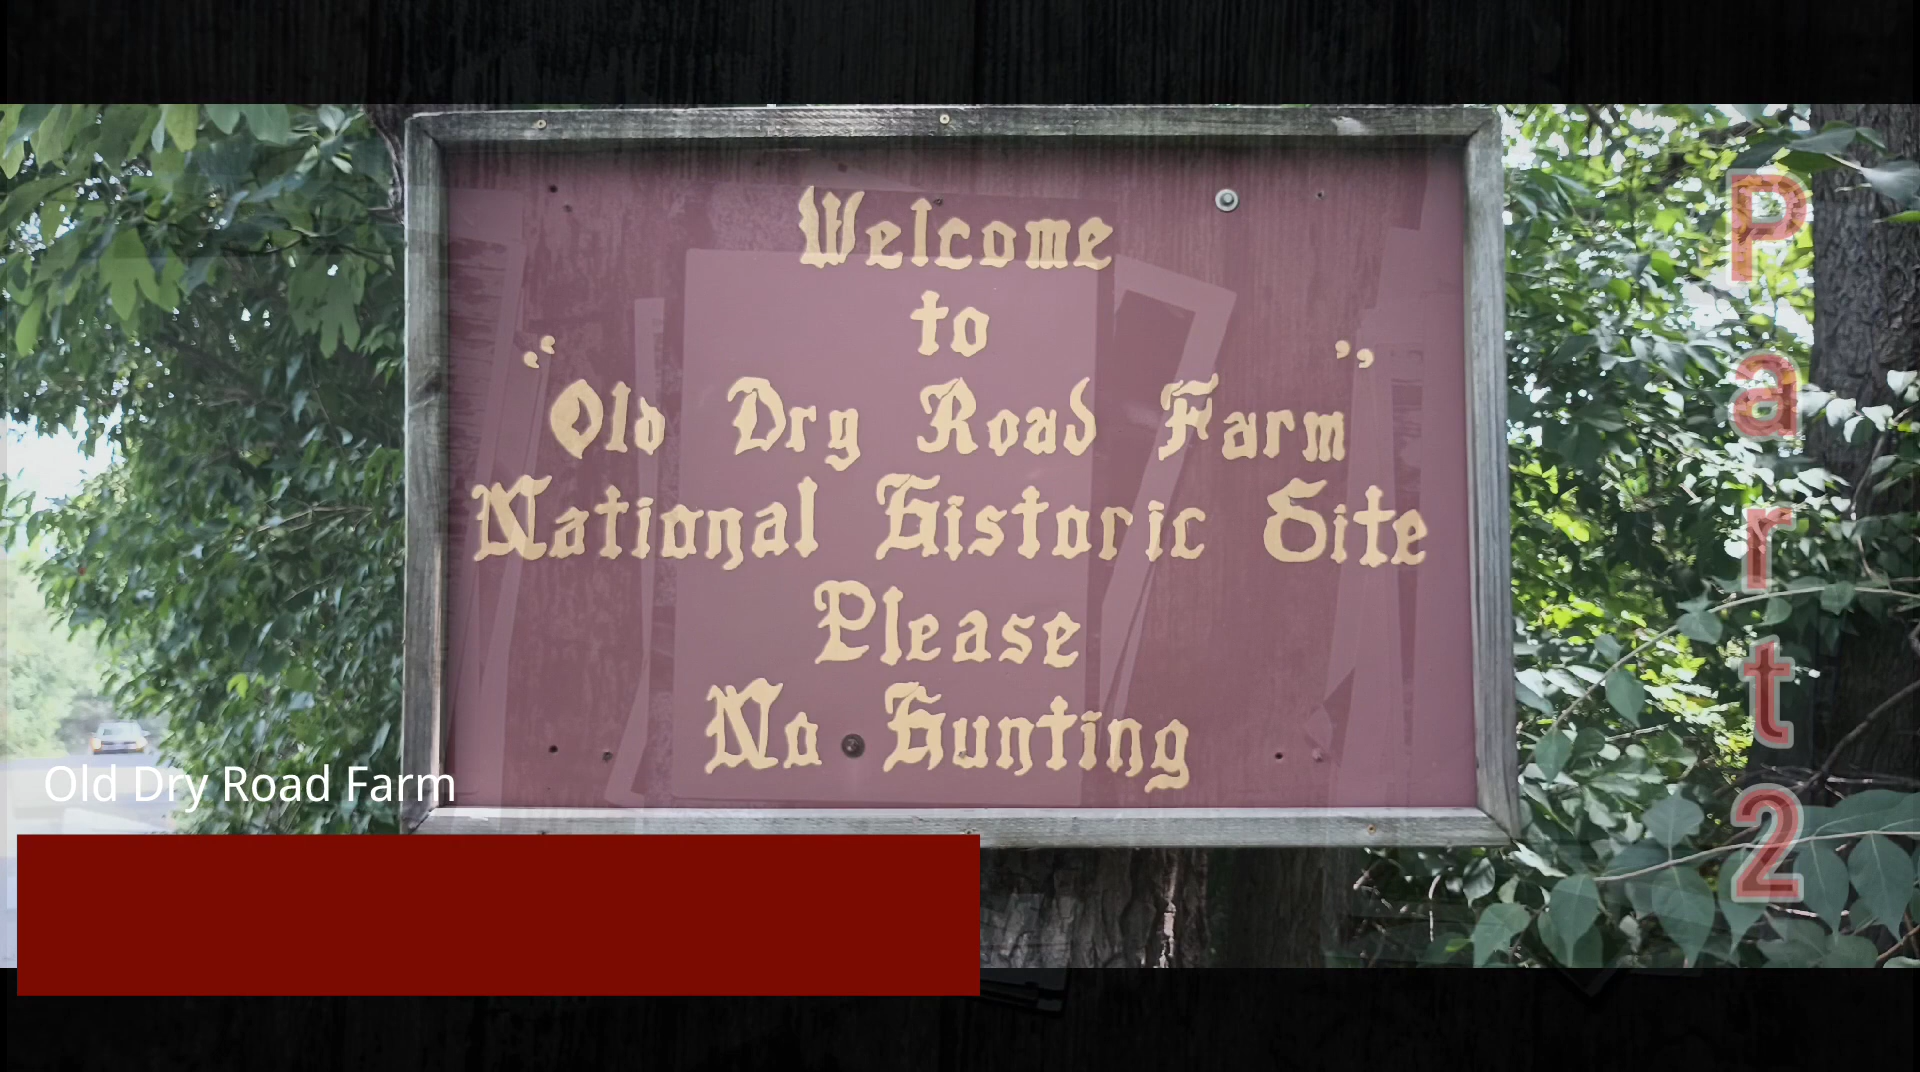 Welcome
to
"Old Dry Road Farm"
National Historic Site
Please
No Hunting
Old Dry Road Farm
Part 2